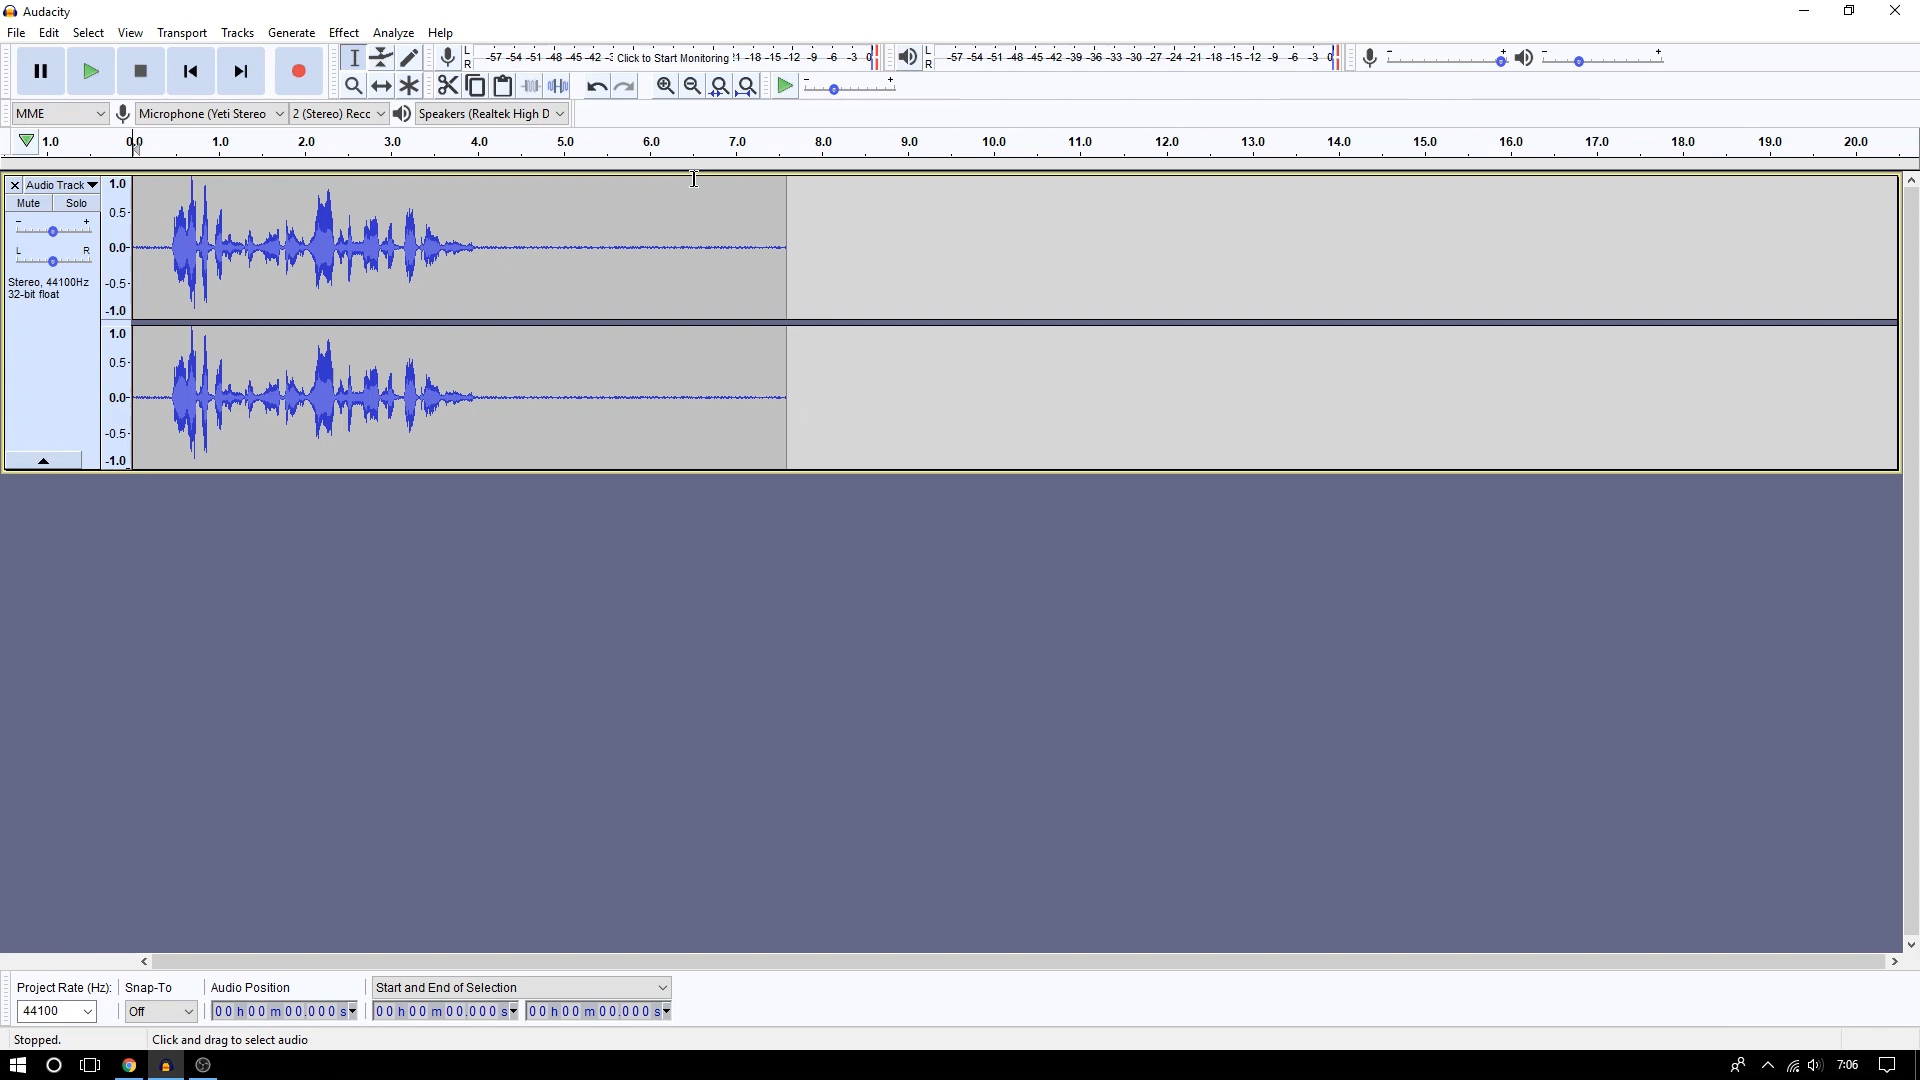 Audacity
File Edit Select View Transport Tracks Generate Effect Analyze Help
L
R
-57 -54 -51 -48 -45 -42 Click to Start Monitoring -18 -15 -12 -9 -6 -3 0
L
R
-57 -54 -51 -48 -45 -42 -39 -36 -33 -30 -27 -24 -21 -18 -15 -12 -9 -6 -3 0
- +
- +
- +
MME Microphone (Yeti Stereo 2 (Stereo) Recc Speakers (Realtek High D
1.0 0.0 1.0 2.0 3.0 4.0 5.0 6.0 7.0 8.0 9.0 10.0 11.0 12.0 13.0 14.0 15.0 16.0 17.0 18.0 19.0 20.0
Audio Track
Mute Solo
- +
L R
Stereo, 44100Hz
32-bit float
1.0
0.5
0.0
-0.5
-1.0
1.0
0.5
0.0
-0.5
-1.0
Project Rate (Hz): Snap-To Audio Position Start and End of Selection
44100 Off 00 h 00 m 00.000 s 00 h 00 m 00.000 s 00 h 00 m 00.000 s
Stopped. Click and drag to select audio
7:06